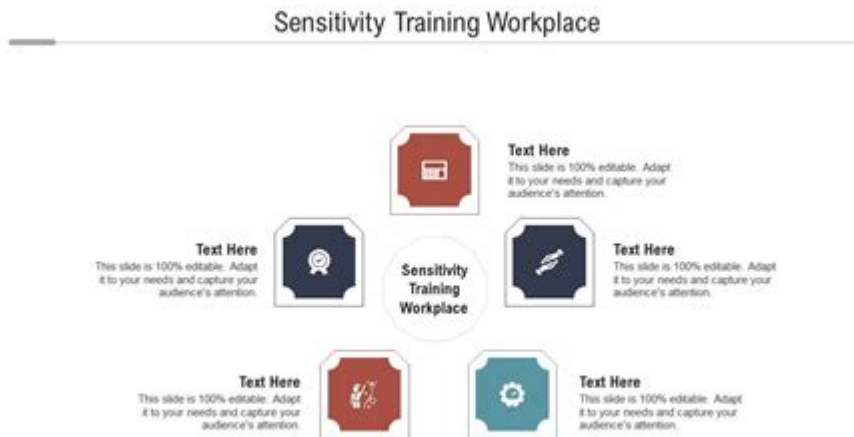 Sensitivity Training Workplace
Text Here
This slide is 100% editable. Adapt
it to your needs and capture your
audience's attention.
Text Here
This slide is 100% editable. Adapt
it to your needs and capture your
audience's attention.
Sensitivity
Training
Workplace
Text Here
This slide is 100% editable. Adapt
it to your needs and capture your
audience's attention.
Text Here
This slide is 100% editable. Adapt
it to your needs and capture your
audience's attention.
Text Here
This slide is 100% editable. Adapt
it to your needs and capture your
audience's attention.